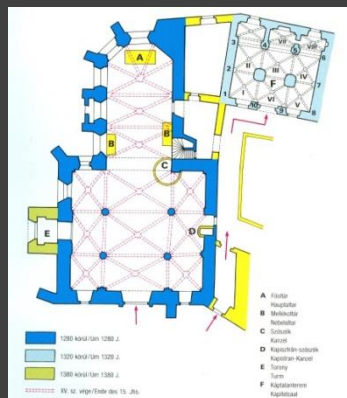 A
B
B
C
D
E
F
I
II
III
IV
V
VI
VII
VIII
1
2
3
4
5
6
7
8
9
10
A Főoltár
Hauptaltar
B Mellékoltár
Nebenaltar
C Szószék
Kanzel
D Kapisztrán-szószék
Kapistran-Kanzel
E Torony
Turm
F Káptalanterem
Kapitelsaal
1280 körül/Um 1280 J.
1320 körül/Um 1320 J.
1380 körül/Um 1380 J.
XV. sz. vége/Ende des 15. Jhs.